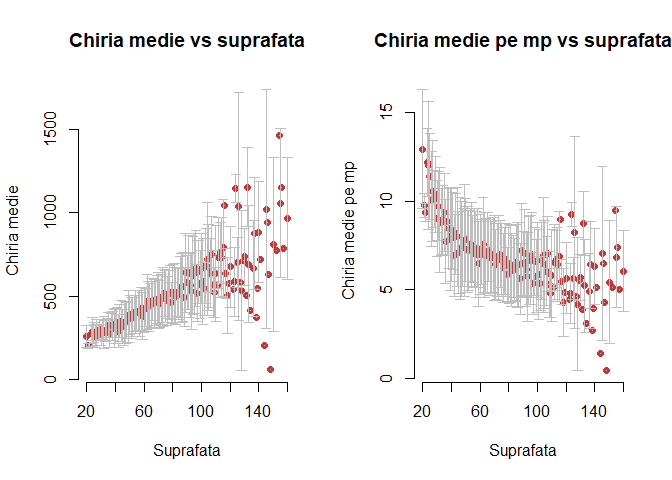 Chiria medie vs suprafata
Chiria medie
1500
1000
500
0
20
60
100
140
Suprafata
Chiria medie pe mp vs suprafata
Chiria medie pe mp
15
10
5
0
20
60
100
140
Suprafata